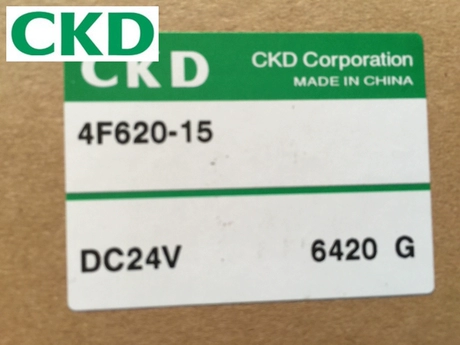 CKD
CKD CKD Corporation
MADE IN CHINA
4F620-15
DC24V 6420 G